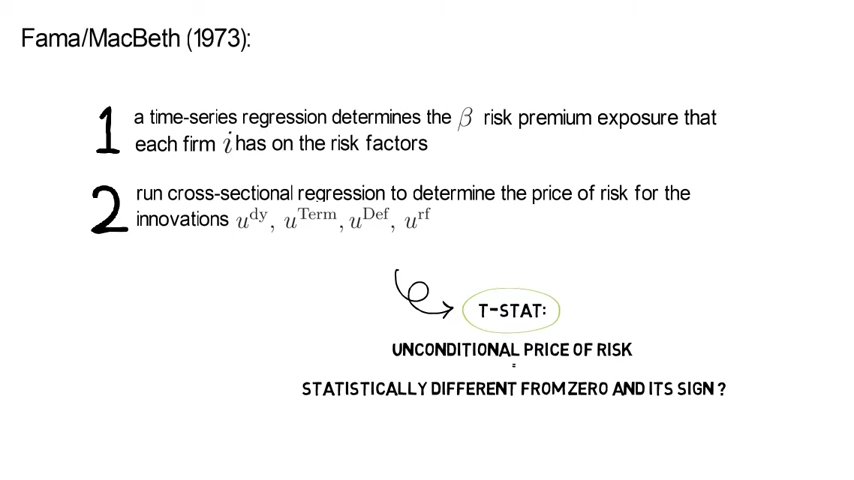 Fama/MacBeth (1973):
1 a time-series regression determines the β risk premium exposure that
each firm i has on the risk factors
2 run cross-sectional regression to determine the price of risk for the
innovations u^dy, u^Term, u^Def, u^rf
T-STAT:
UNCONDITIONAL PRICE OF RISK
=
STATISTICALLY DIFFERENT FROM ZERO AND ITS SIGN ?